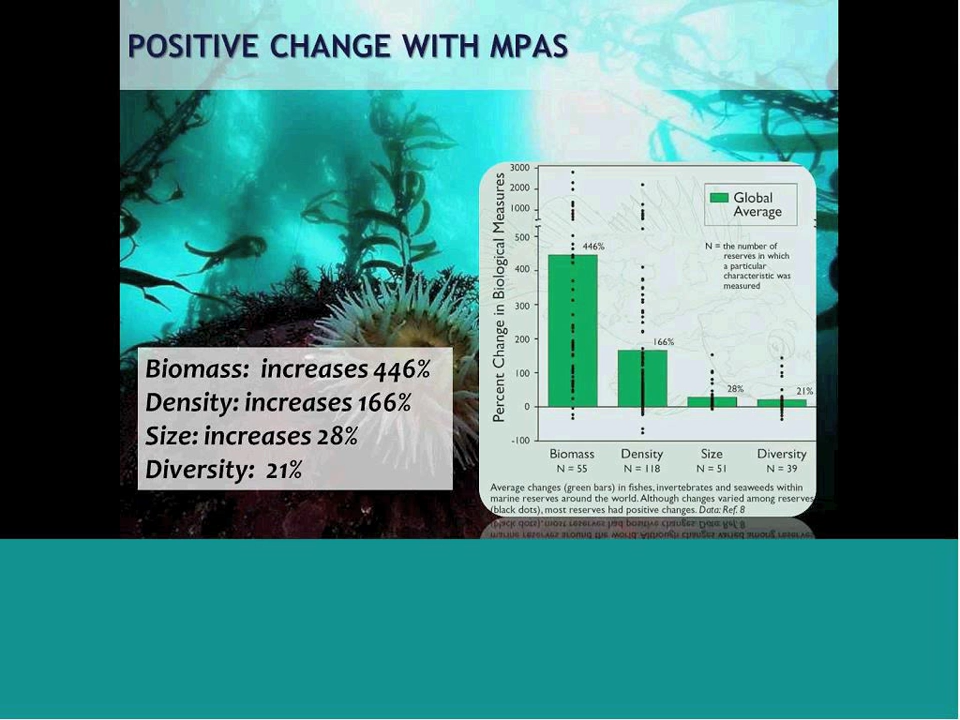 POSITIVE CHANGE WITH MPAS
Biomass:  increases 446%
Density: increases 166%
Size: increases 28%
Diversity:  21%
Percent Change in Biological Measures
3000
2000
1000
500
400
300
200
100
0
-100
446%
166%
28%
21%
Global
Average
N = the number of
reserves in which
a particular
characteristic was
measured
Biomass Density Size Diversity
N = 55 N = 118 N = 51 N = 39
Average changes (green bars) in fishes, invertebrates and seaweeds within
marine reserves around the world. Although changes varied among reserves
(black dots), most reserves had positive changes. Data: Ref. 8